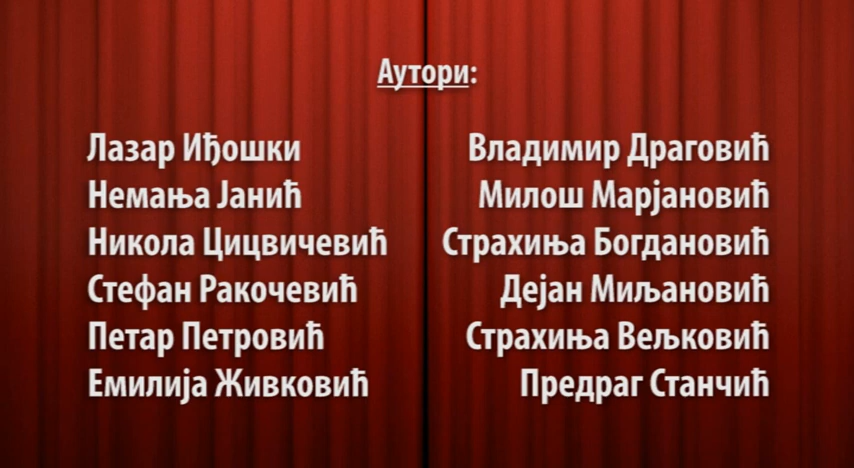 Аутори:
Лазар Иђошки
Немања Јанић
Никола Цицвичевић
Стефан Ракочевић
Петар Петровић
Емилија Живковић
Владимир Драговић
Милош Марјановић
Страхиња Богдановић
Дејан Миљановић
Страхиња Вељковић
Предраг Станчић